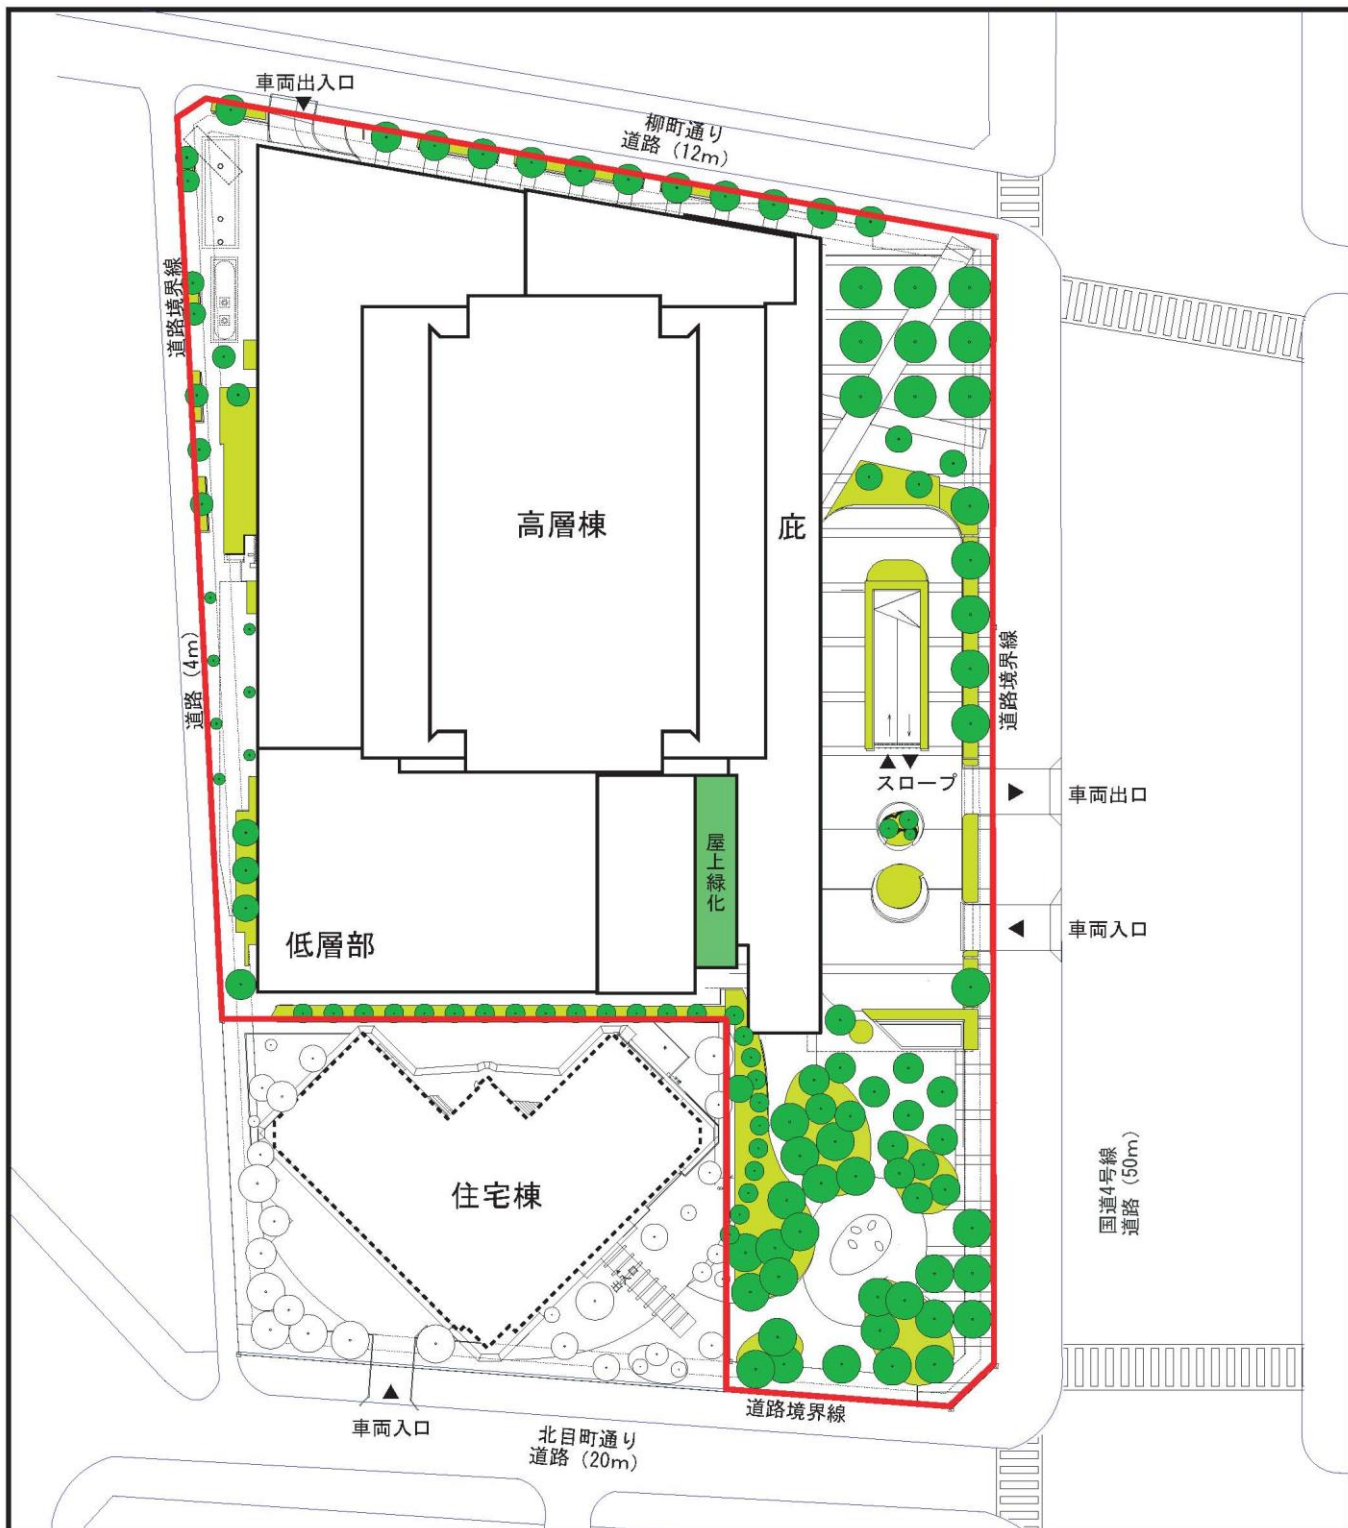 車両出入口
柳町通り
道路（12m）
道路境界線
高層棟
庇
道路（4m）
道路境界線
スロープ
車両出口
屋上緑化
車両入口
低層部
国道4号線
道路（50m）
住宅棟
出入口
車両入口
道路境界線
北目町通り
道路（20m）